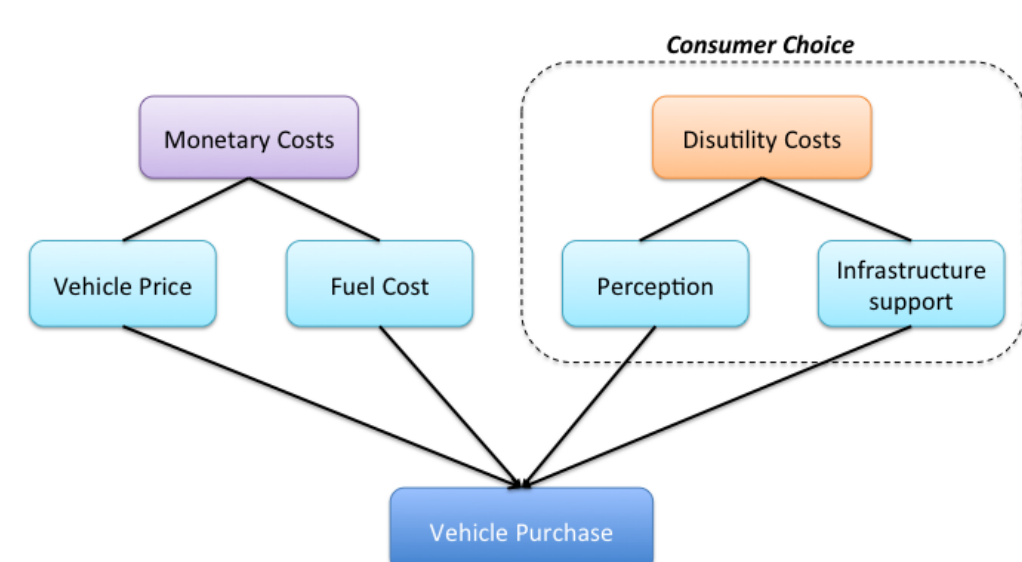 Consumer Choice
Monetary Costs
Disutility Costs
Vehicle Price
Fuel Cost
Perception
Infrastructure
support
Vehicle Purchase